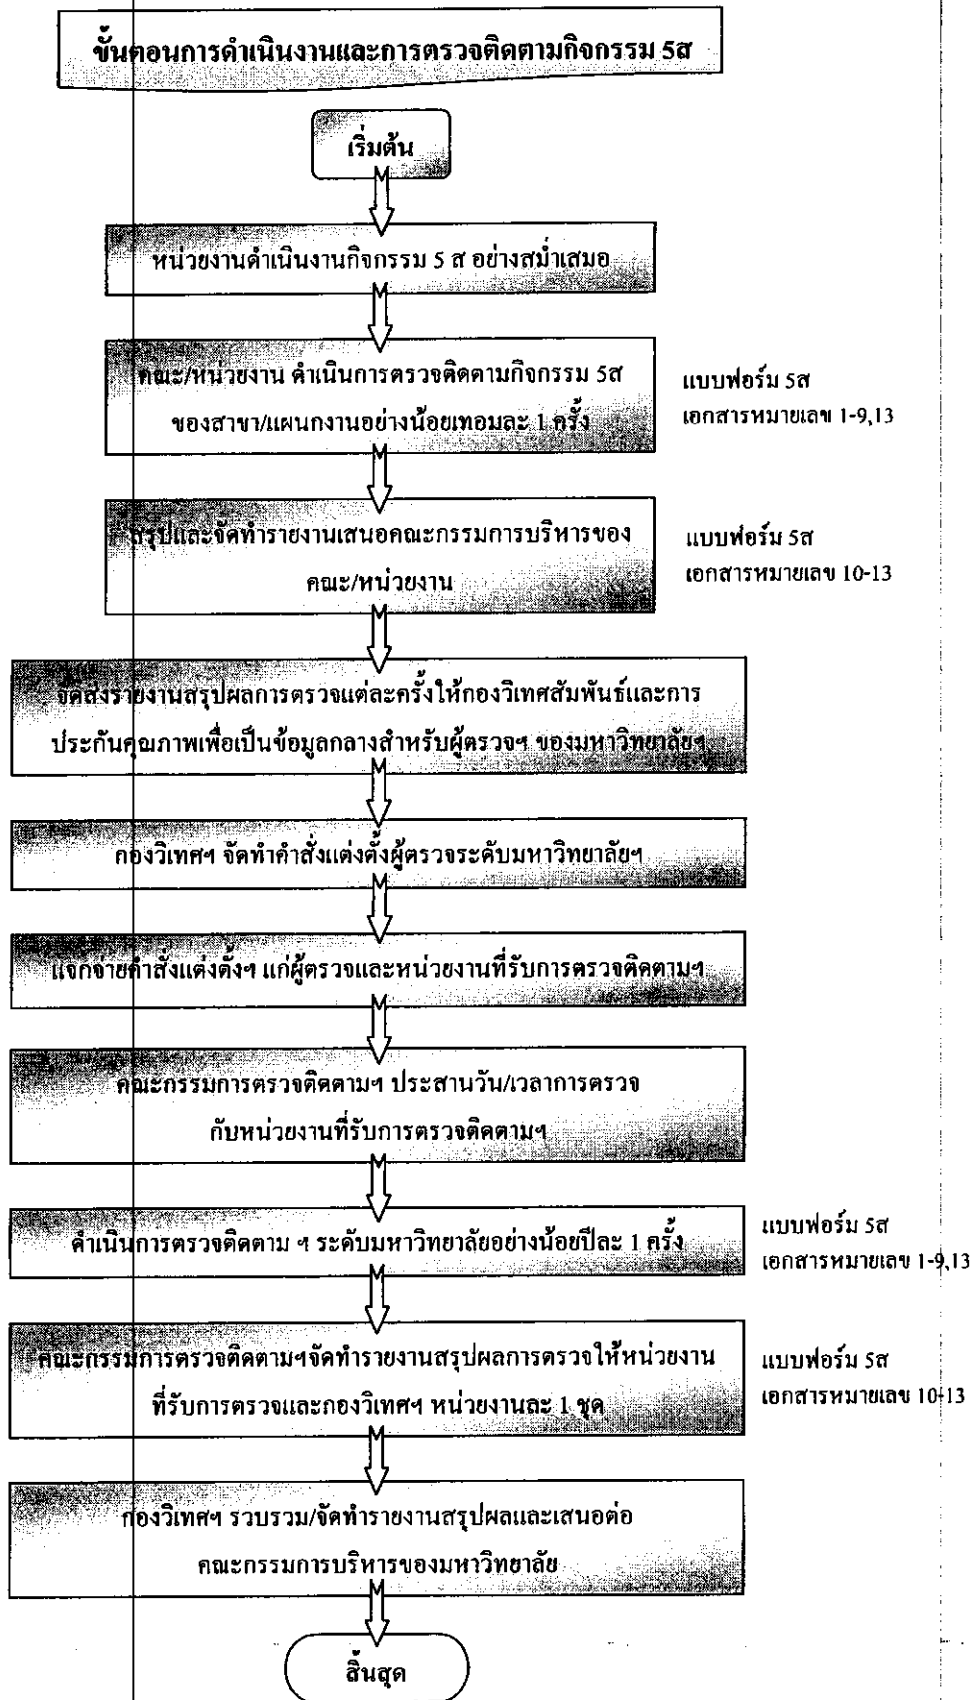 ขั้นตอนการดำเนินงานและการตรวจติดตามกิจกรรม 5ส
เริ่มต้น
หน่วยงานดำเนินงานกิจกรรม 5 ส อย่างสม่ำเสมอ
คณะ/หน่วยงาน ดำเนินการตรวจติดตามกิจกรรม 5ส
ของสาขา/แผนกงานอย่างน้อยเทอมละ 1 ครั้ง
แบบฟอร์ม 5ส
เอกสารหมายเลข 1-9,13
สรุปและจัดทำรายงานเสนอคณะกรรมการบริหารของ
คณะ/หน่วยงาน
แบบฟอร์ม 5ส
เอกสารหมายเลข 10-13
จัดส่งรายงานสรุปผลการตรวจแต่ละครั้งให้กองวิเทศสัมพันธ์และการ
ประกันคุณภาพเพื่อเป็นข้อมูลกลางสำหรับผู้ตรวจฯ ของมหาวิทยาลัยฯ
กองวิเทศฯ จัดทำคำสั่งแต่งตั้งผู้ตรวจระดับมหาวิทยาลัยฯ
แจกจ่ายคำสั่งแต่งตั้งฯ แก่ผู้ตรวจและหน่วยงานที่รับการตรวจติดตามฯ
คณะกรรมการตรวจติดตามฯ ประสานวัน/เวลาการตรวจ
กับหน่วยงานที่รับการตรวจติดตามฯ
ดำเนินการตรวจติดตาม ฯ ระดับมหาวิทยาลัยอย่างน้อยปีละ 1 ครั้ง
แบบฟอร์ม 5ส
เอกสารหมายเลข 1-9,13
คณะกรรมการตรวจติดตามฯจัดทำรายงานสรุปผลการตรวจให้หน่วยงาน
ที่รับการตรวจและกองวิเทศฯ หน่วยงานละ 1 ชุด
แบบฟอร์ม 5ส
เอกสารหมายเลข 10-13
กองวิเทศฯ รวบรวม/จัดทำรายงานสรุปผลและเสนอต่อ
คณะกรรมการบริหารของมหาวิทยาลัย
สิ้นสุด